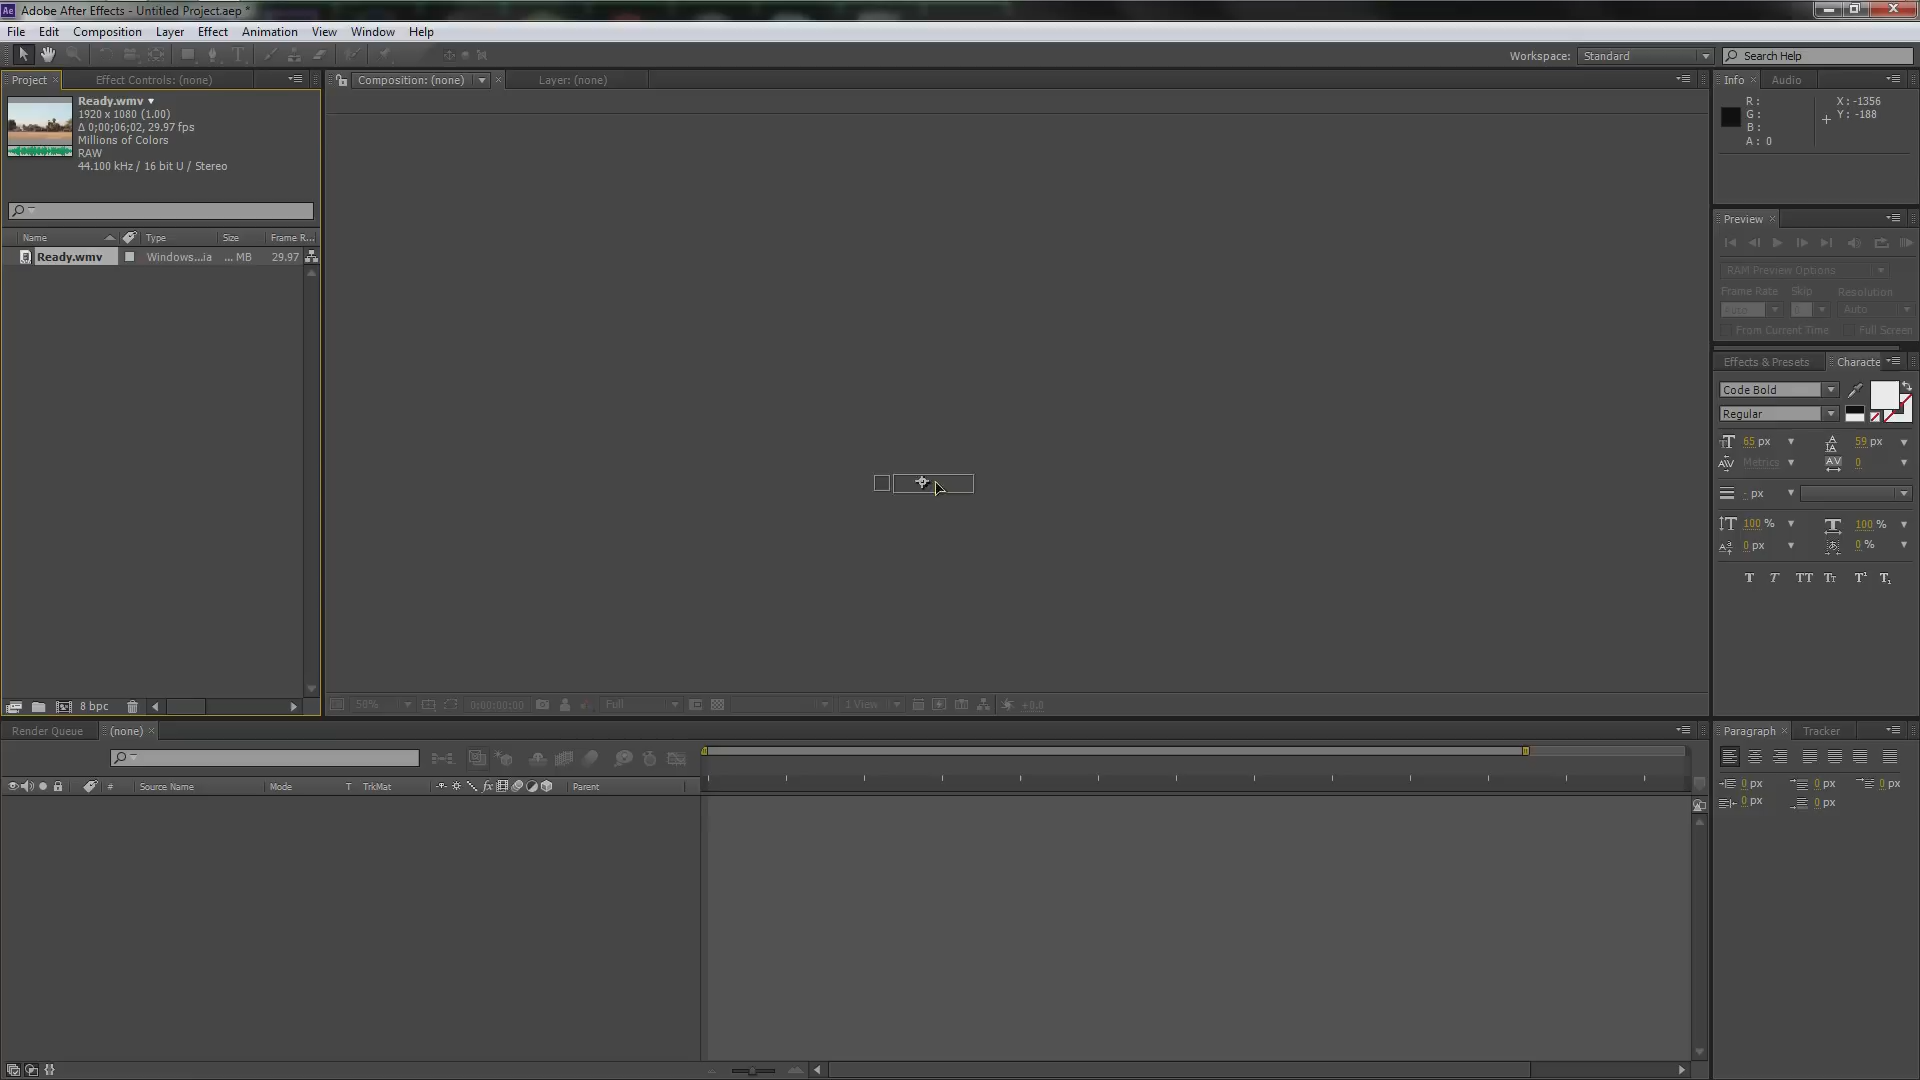 Ae Adobe After Effects - Untitled Project.aep *
File Edit Composition Layer Effect Animation View Window Help
Workspace: Standard Search Help
Project Effect Controls: (none) Composition: (none) Layer: (none) Info Audio
Ready.wmv
1920 x 1080 (1.00)
Δ 0;00;06;02, 29.97 fps
Millions of Colors
RAW
44.100 kHz / 16 bit U / Stereo
R :
G :
B :
A : 0
X : -1356
Y : -188
Name Type Size Frame R...
Ready.wmv Windows...ia ... MB 29.97
Preview
RAM Preview Options
Frame Rate Skip Resolution
Auto 0 Auto
From Current Time Full Screen
Effects & Presets Characte
Code Bold
Regular
65 px 59 px
Metrics 0
- px
100 % 100 %
0 px 0 %
T T TT Tт T¹ T₁
8 bpc
50% 0:00:00:00 Full 1 View +0.0
Render Queue (none)
# Source Name Mode T TrkMat fx Parent
Paragraph Tracker
0 px 0 px 0 px
0 px 0 px